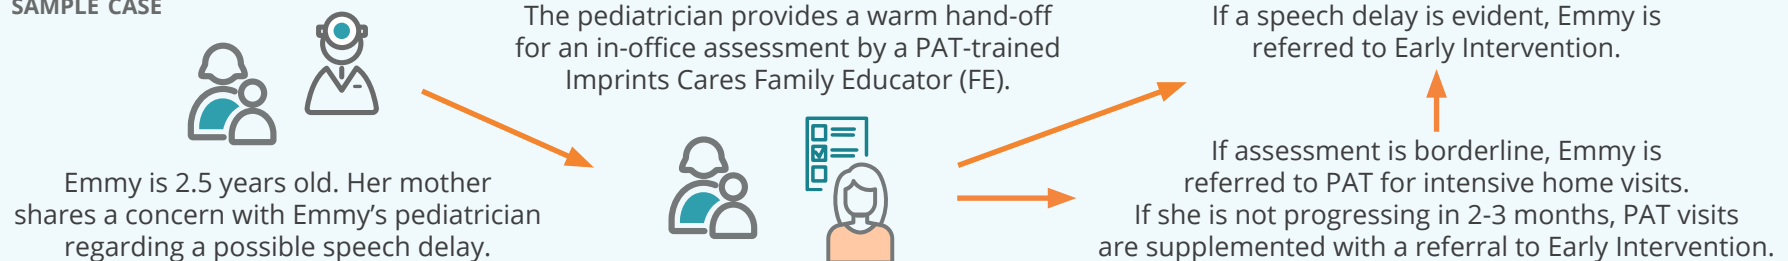 SAMPLE CASE
Emmy is 2.5 years old. Her mother
shares a concern with Emmy’s pediatrician
regarding a possible speech delay.
The pediatrician provides a warm hand-off
for an in-office assessment by a PAT-trained
Imprints Cares Family Educator (FE).
If a speech delay is evident, Emmy is
referred to Early Intervention.
If assessment is borderline, Emmy is
referred to PAT for intensive home visits.
If she is not progressing in 2-3 months, PAT visits
are supplemented with a referral to Early Intervention.